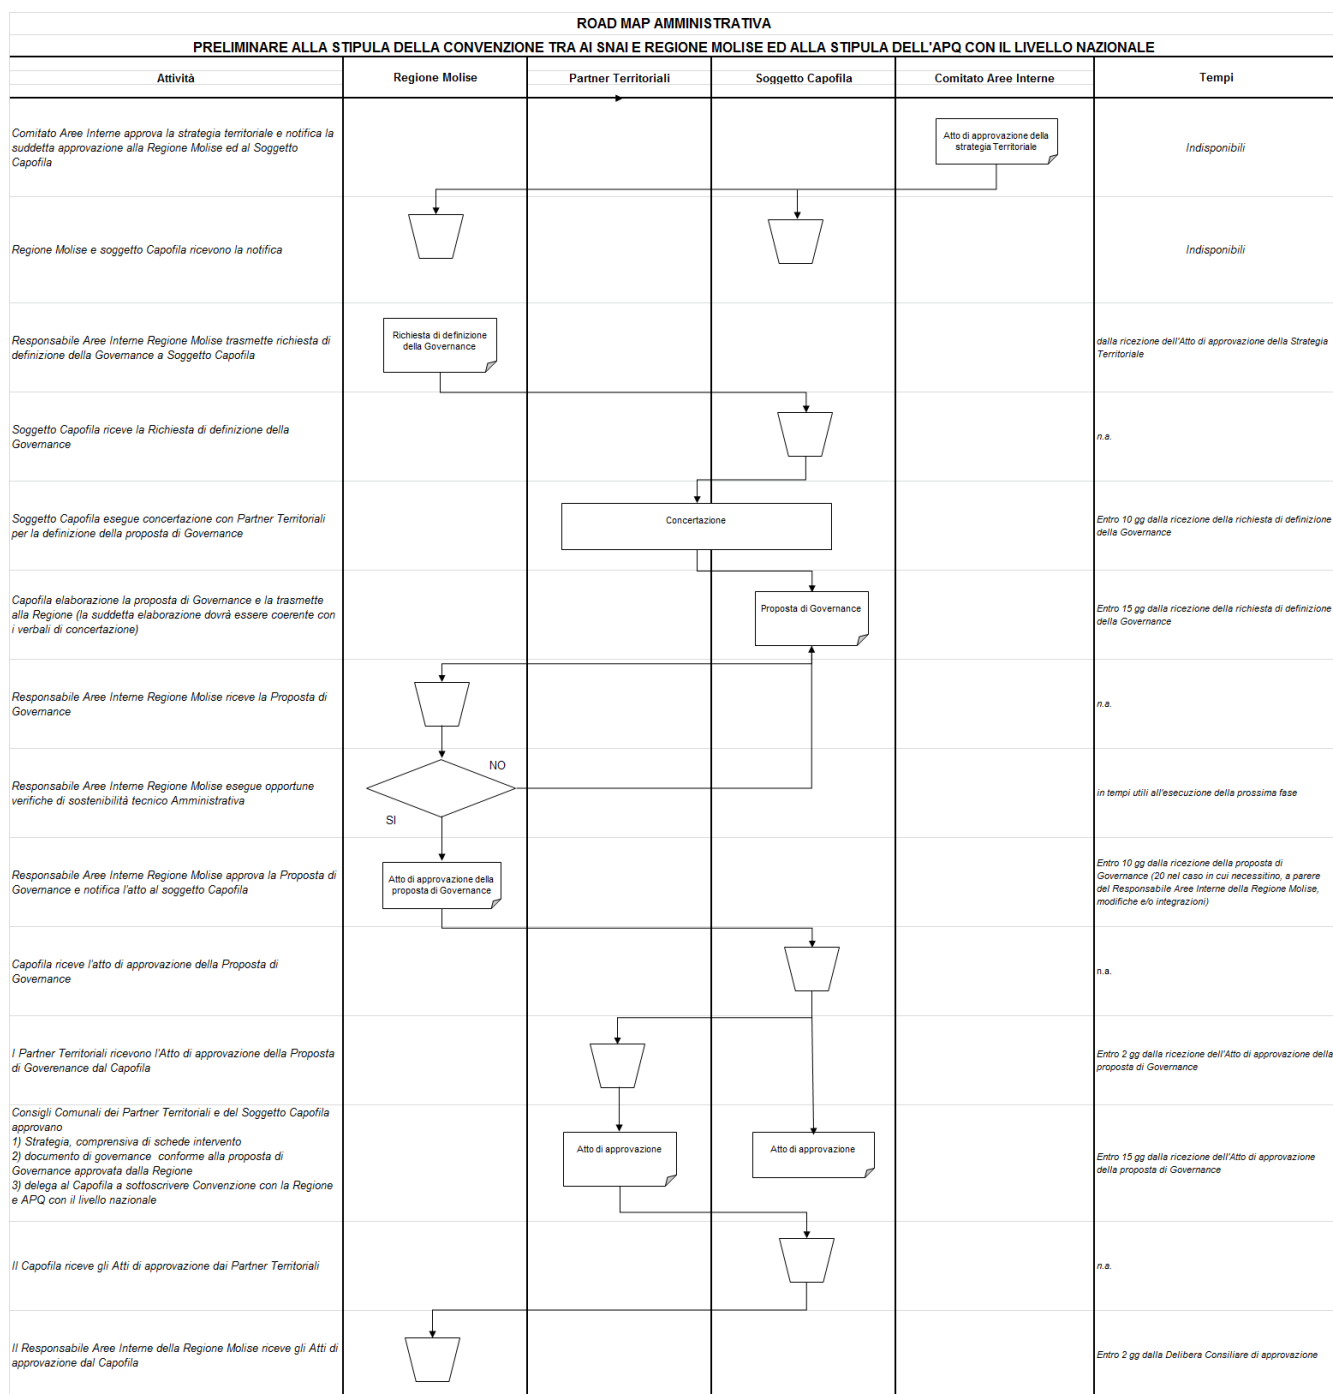 ROAD MAP AMMINISTRATIVA
PRELIMINARE ALLA STIPULA DELLA CONVENZIONE TRA AI SNAI E REGIONE MOLISE ED ALLA STIPULA DELL'APQ CON IL LIVELLO NAZIONALE
Attività
Regione Molise
Partner Territoriali
Soggetto Capofila
Comitato Aree Interne
Tempi
Comitato Aree Interne approva la strategia territoriale e notifica la
suddetta approvazione alla Regione Molise ed al Soggetto
Capofila
Atto di approvazione della
strategia Territoriale
Indisponibili
Regione Molise e soggetto Capofila ricevono la notifica
Indisponibili
Responsabile Aree Interne Regione Molise trasmette richiesta di
definizione della Governance a Soggetto Capofila
Richiesta di definizione
della Governance
dalla ricezione dell'Atto di approvazione della Strategia
Territoriale
Soggetto Capofila riceve la Richiesta di definizione della
Governance
n.a.
Soggetto Capofila esegue concertazione con Partner Territoriali
per la definizione della proposta di Governance
Concertazione
Entro 10 gg dalla ricezione della richiesta di definizione
della Governance
Capofila elaborazione la proposta di Governance e la trasmette
alla Regione (la suddetta elaborazione dovrà essere coerente con
i verbali di concertazione)
Proposta di Governance
Entro 15 gg dalla ricezione della richiesta di definizione
della Governance
Responsabile Aree Interne Regione Molise riceve la Proposta di
Governance
n.a.
Responsabile Aree Interne Regione Molise esegue opportune
verifiche di sostenibilità tecnico Amministrativa
NO
SI
in tempi utili all'esecuzione della prossima fase
Responsabile Aree Interne Regione Molise approva la Proposta di
Governance e notifica l'atto al soggetto Capofila
Atto di approvazione della
proposta di Governance
Entro 10 gg dalla ricezione della proposta di
Governance (20 nel caso in cui necessitino, a parere
del Responsabile Aree Interne della Regione Molise,
modifiche e/o integrazioni)
Capofila riceve l'atto di approvazione della Proposta di
Governance
n.a.
I Partner Territoriali ricevono l'Atto di approvazione della Proposta
di Goverenance dal Capofila
Entro 2 gg dalla ricezione dell'Atto di approvazione della
proposta di Governance
Consigli Comunali dei Partner Territoriali e del Soggetto Capofila
approvano
1) Strategia, comprensiva di schede intervento
2) documento di governance conforme alla proposta di
Governance approvata dalla Regione
3) delega al Capofila a sottoscrivere Convenzione con la Regione
e APQ con il livello nazionale
Atto di approvazione
Atto di approvazione
Entro 15 gg dalla ricezione dell'Atto di approvazione
della proposta di Governance
Il Capofila riceve gli Atti di approvazione dai Partner Territoriali
n.a.
Il Responsabile Aree Interne della Regione Molise riceve gli Atti di
approvazione dal Capofila
Entro 2 gg dalla Delibera Consiliare di approvazione